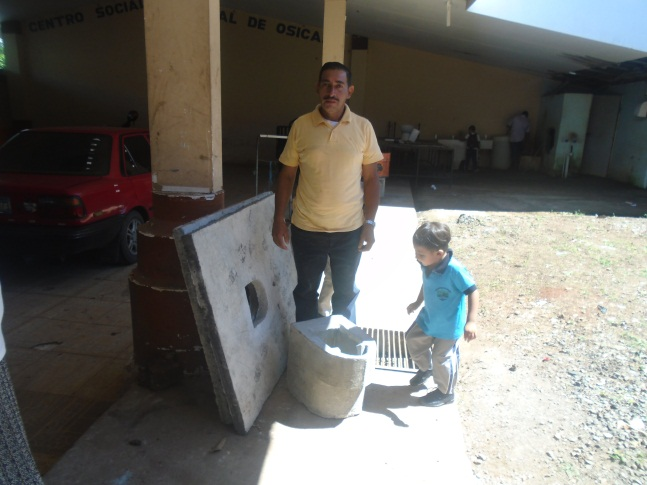 CENTRO SOCIAL AL DE OSICA